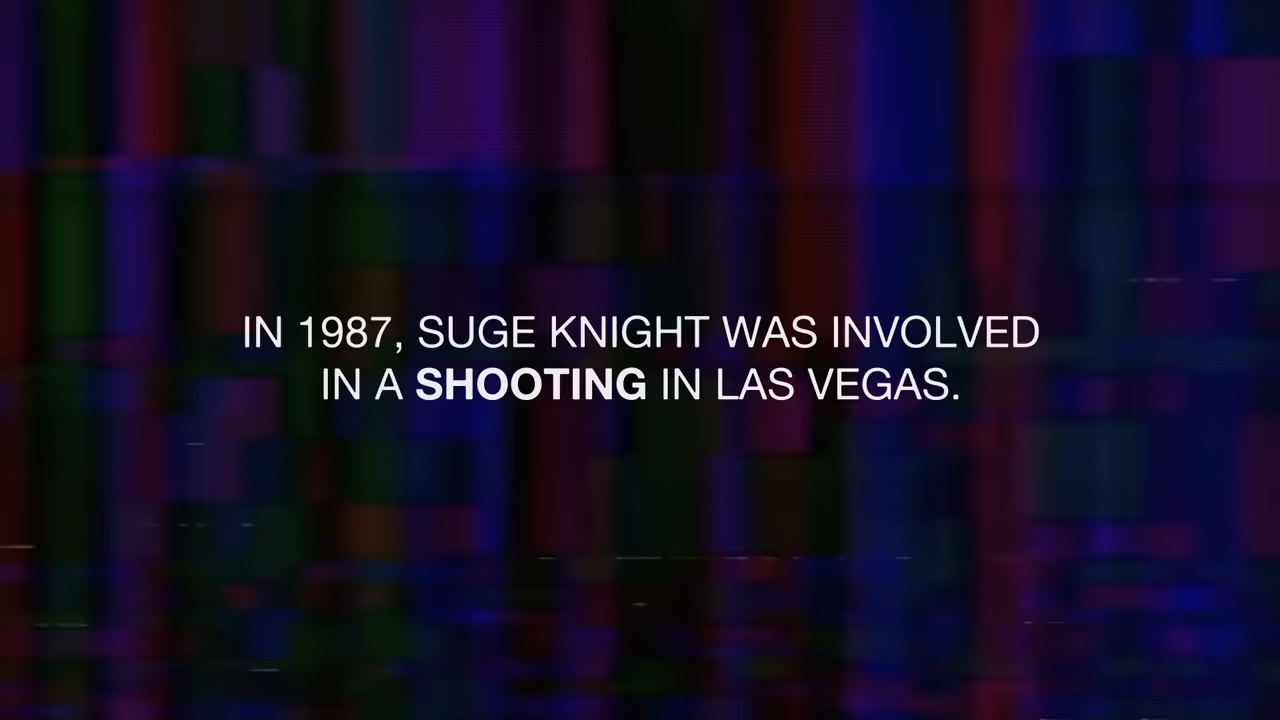 IN 1987, SUGE KNIGHT WAS INVOLVED
IN A SHOOTING IN LAS VEGAS.